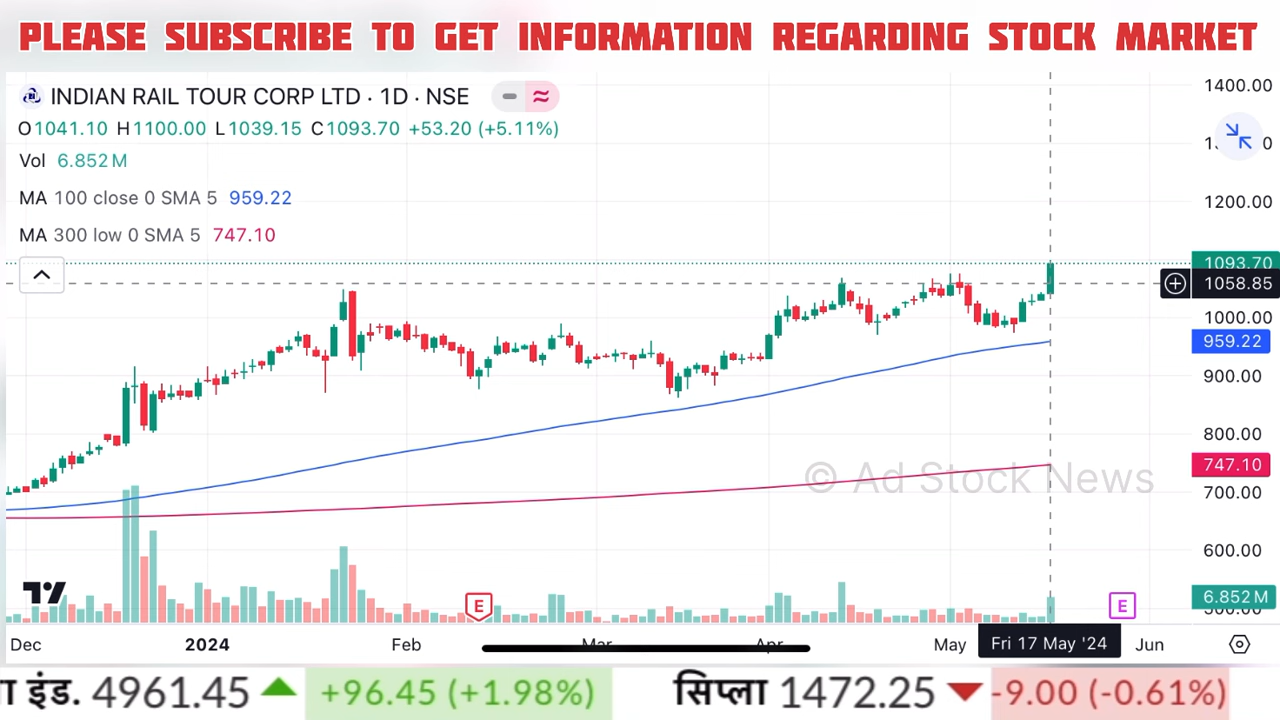 PLEASE SUBSCRIBE TO GET INFORMATION REGARDING STOCK MARKET
INDIAN RAIL TOUR CORP LTD · 1D · NSE
O1041.10 H1100.00 L1039.15 C1093.70 +53.20 (+5.11%)
Vol 6.852 M
MA 100 close 0 SMA 5 959.22
MA 300 low 0 SMA 5 747.10
1400.00
1200.00
1093.70
1058.85
1000.00
959.22
900.00
800.00
747.10
700.00
600.00
6.852 M
© Ad Stock News
E
E
Dec 2024 Feb Mar Apr May Fri 17 May '24 Jun
इंड. 4961.45 +96.45 (+1.98%) सिप्ला 1472.25 -9.00 (-0.61%)